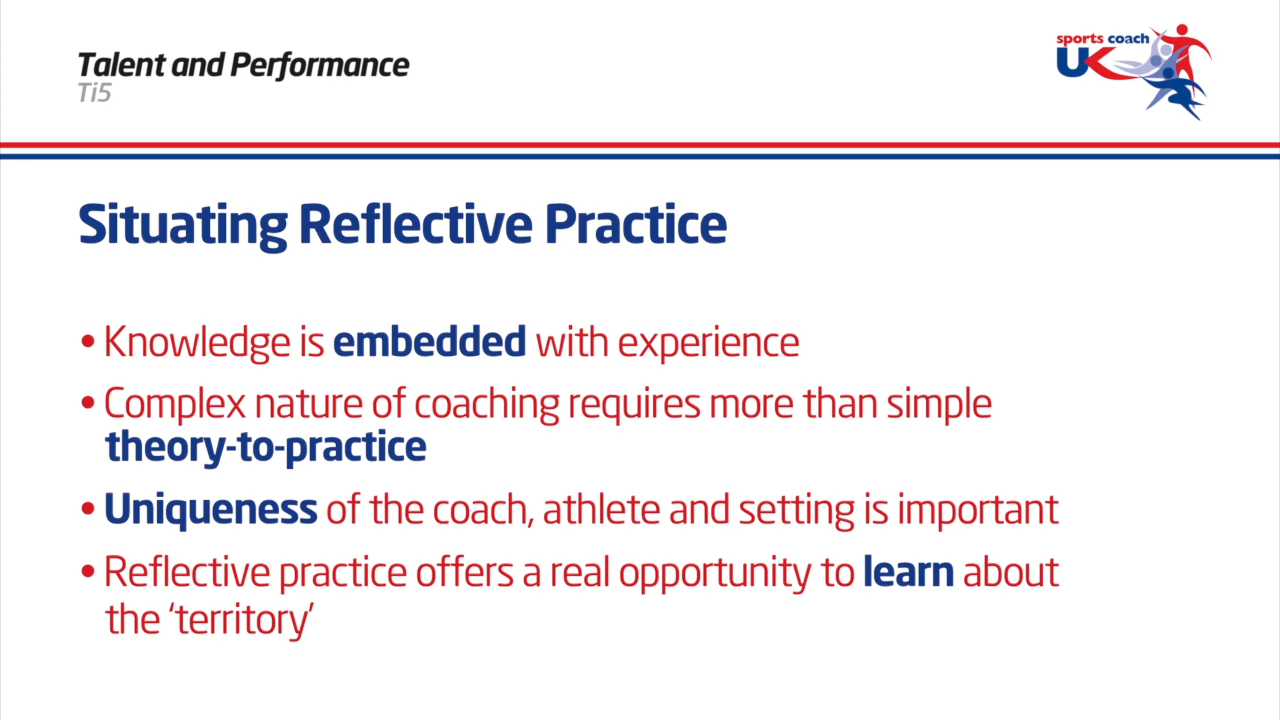 Talent and Performance
Ti5
sports coach
UK
Situating Reflective Practice
• Knowledge is embedded with experience
• Complex nature of coaching requires more than simple
theory-to-practice
• Uniqueness of the coach, athlete and setting is important
• Reflective practice offers a real opportunity to learn about
the ‘territory’